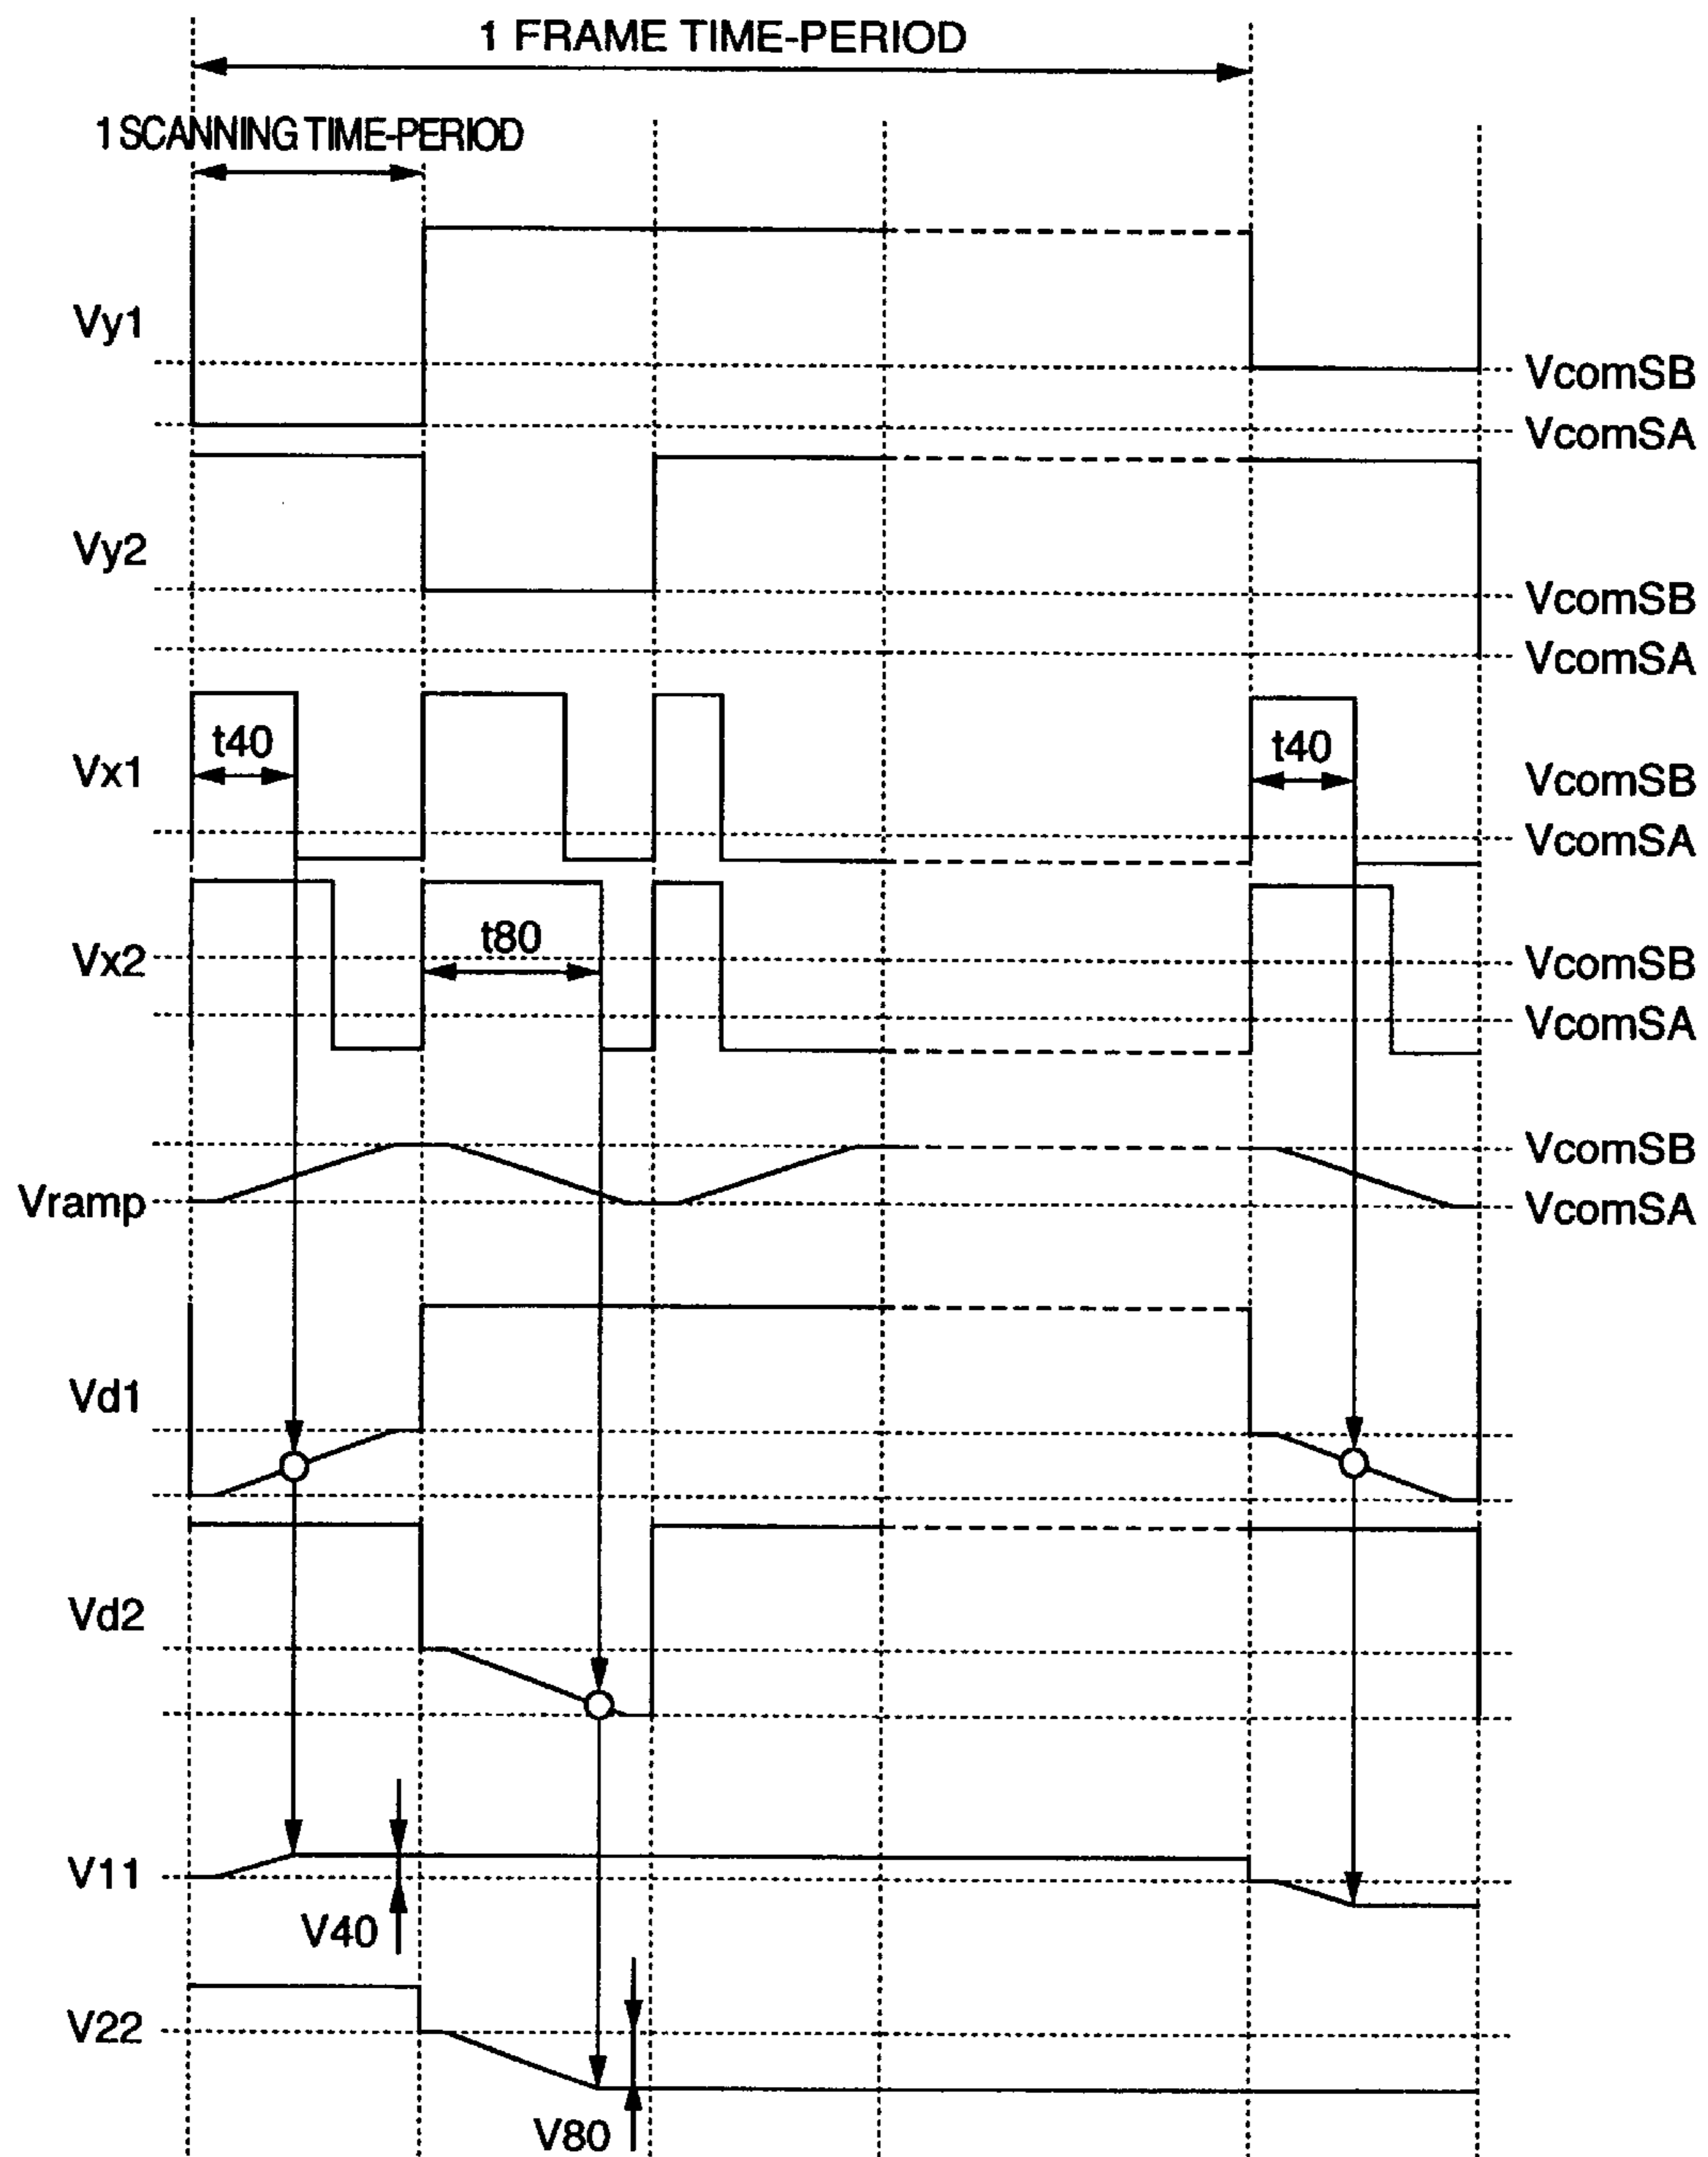 1 FRAME TIME-PERIOD
1 SCANNING TIME-PERIOD
Vy1
VcomSB
VcomSA
Vy2
VcomSB
VcomSA
t40
t40
Vx1
VcomSB
VcomSA
t80
Vx2
VcomSB
VcomSA
VcomSB
Vramp
VcomSA
Vd1
Vd2
V11
V40
V22
V80